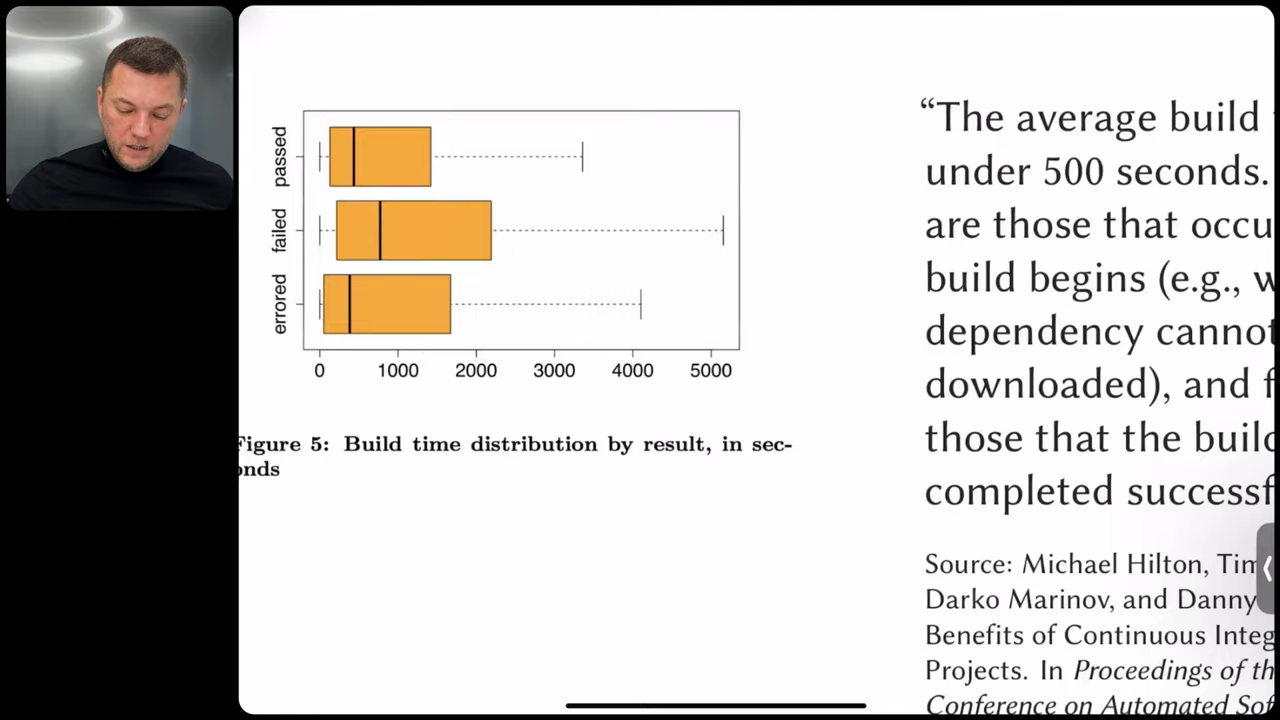 passed
failed
errored
0 1000 2000 3000 4000 5000
Figure 5: Build time distribution by result, in sec-
onds
“The average build
under 500 seconds.
are those that occu
build begins (e.g., w
dependency cannot
downloaded), and f
those that the build
completed successf
Source: Michael Hilton, Tim
Darko Marinov, and Danny
Benefits of Continuous Integ
Projects. In Proceedings of th
Conference on Automated Sof